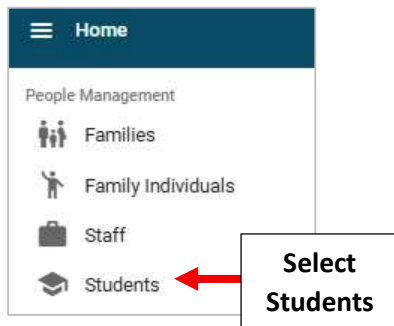 Home
People Management
Families
Family Individuals
Staff
Students
Select
Students